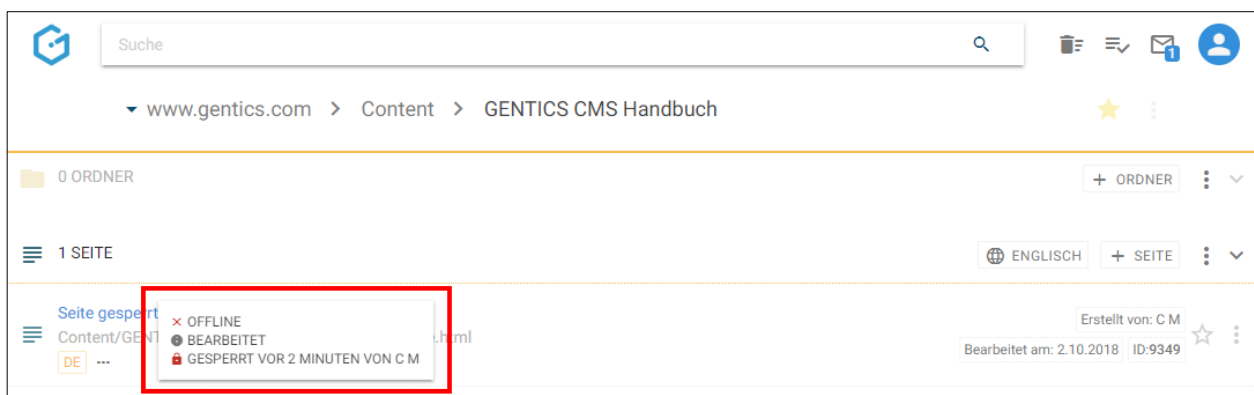 Suche
1
www.gentics.com > Content > GENTICS CMS Handbuch
0 ORDNER
+ ORDNER
1 SEITE
ENGLISCH
+ SEITE
Seite gesperrt
× OFFLINE
Erstellt von: C M
Content/GENT
BEARBEITET
.html
Bearbeitet am: 2.10.2018
ID:9349
DE
GESPERRT VOR 2 MINUTEN VON C M